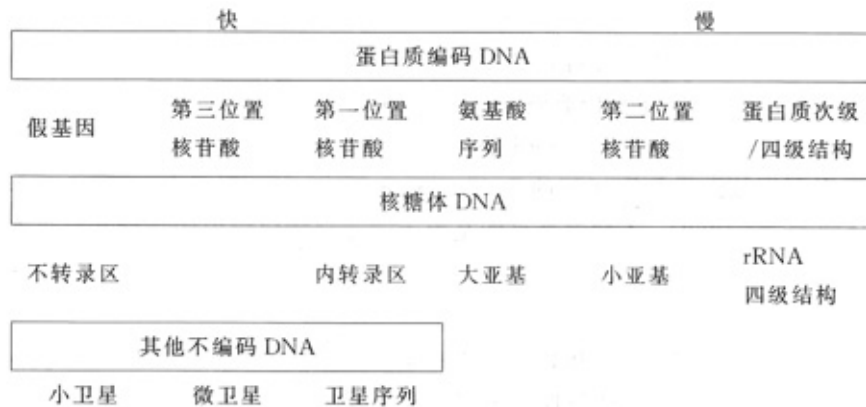 快 慢
蛋白质编码 DNA
假基因 第三位置 第一位置 氨基酸 第二位置 蛋白质次级
核苷酸 核苷酸 序列 核苷酸 /四级结构
核糖体 DNA
不转录区 内转录区 大亚基 小亚基 rRNA
四级结构
其他不编码 DNA
小卫星 微卫星 卫星序列